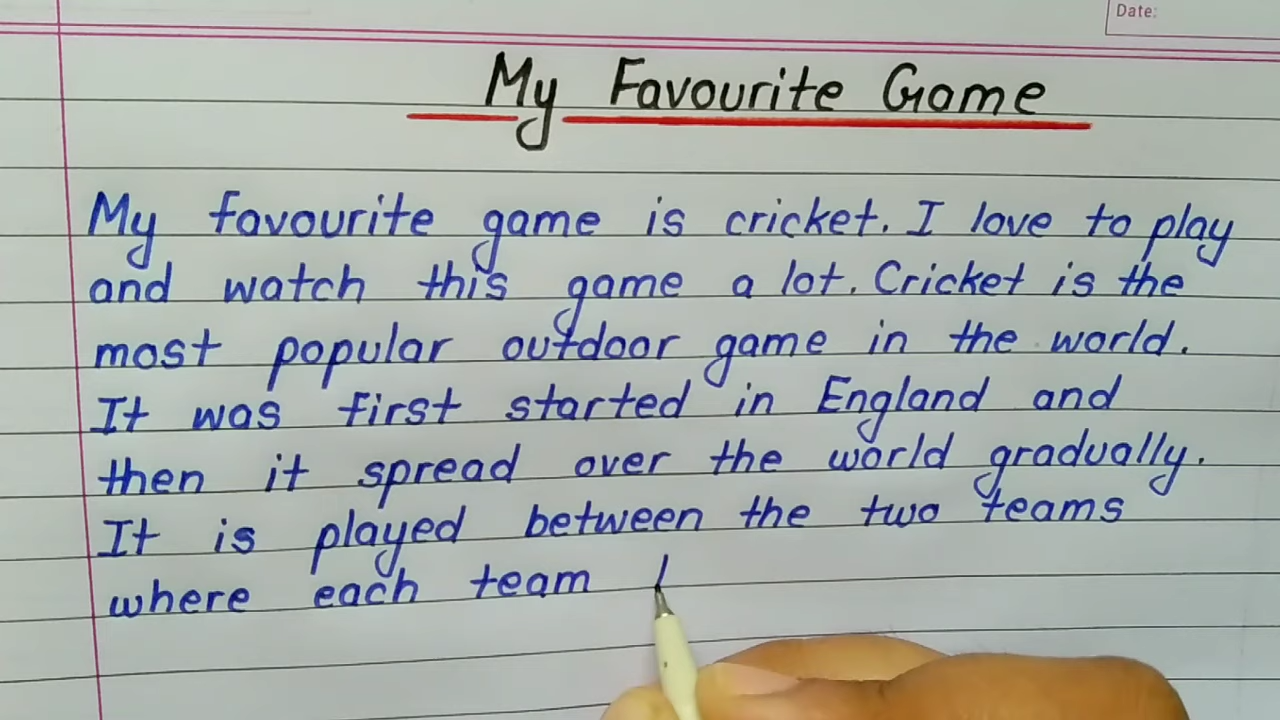 Date:
My Favourite Game
My favourite game is cricket. I love to play
and watch this game a lot. Cricket is the
most popular outdoor game in the world.
It was first started in England and
then it spread over the world gradually.
It is played between the two teams
where each team